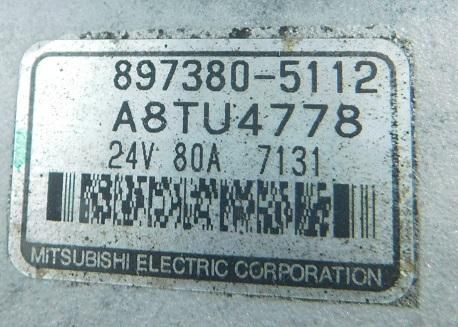 897380-5112
A8TU4778
24V 80A 7131
MITSUBISHI ELECTRIC CORPORATION